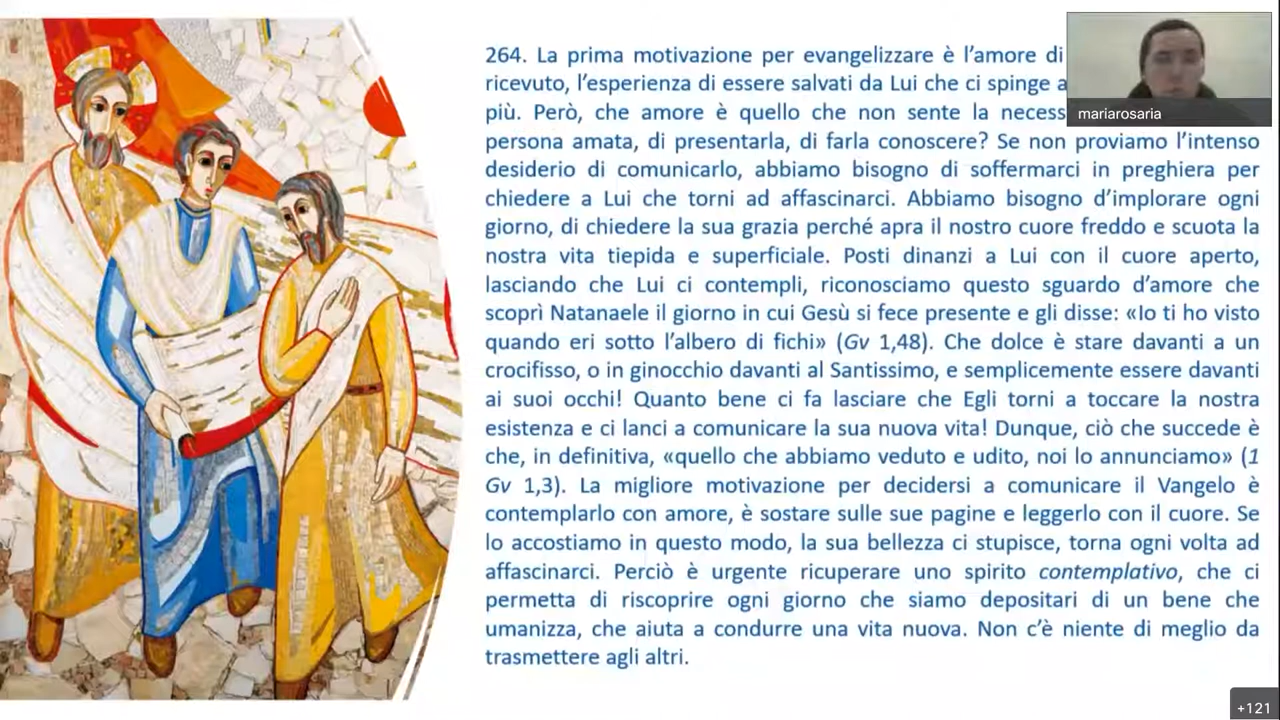 264. La prima motivazione per evangelizzare è l’amore di
ricevuto, l’esperienza di essere salvati da Lui che ci spinge a
più. Però, che amore è quello che non sente la necess
persona amata, di presentarla, di farla conoscere? Se non proviamo l’intenso
desiderio di comunicarlo, abbiamo bisogno di soffermarci in preghiera per
chiedere a Lui che torni ad affascinarci. Abbiamo bisogno d’implorare ogni
giorno, di chiedere la sua grazia perché apra il nostro cuore freddo e scuota la
nostra vita tiepida e superficiale. Posti dinanzi a Lui con il cuore aperto,
lasciando che Lui ci contempli, riconosciamo questo sguardo d’amore che
scoprì Natanaele il giorno in cui Gesù si fece presente e gli disse: «Io ti ho visto
quando eri sotto l’albero di fichi» (Gv 1,48). Che dolce è stare davanti a un
crocifisso, o in ginocchio davanti al Santissimo, e semplicemente essere davanti
ai suoi occhi! Quanto bene ci fa lasciare che Egli torni a toccare la nostra
esistenza e ci lanci a comunicare la sua nuova vita! Dunque, ciò che succede è
che, in definitiva, «quello che abbiamo veduto e udito, noi lo annunciamo» (1
Gv 1,3). La migliore motivazione per decidersi a comunicare il Vangelo è
contemplarlo con amore, è sostare sulle sue pagine e leggerlo con il cuore. Se
lo accostiamo in questo modo, la sua bellezza ci stupisce, torna ogni volta ad
affascinarci. Perciò è urgente ricuperare uno spirito contemplativo, che ci
permetta di riscoprire ogni giorno che siamo depositari di un bene che
umanizza, che aiuta a condurre una vita nuova. Non c’è niente di meglio da
trasmettere agli altri.
mariarosaria
+121